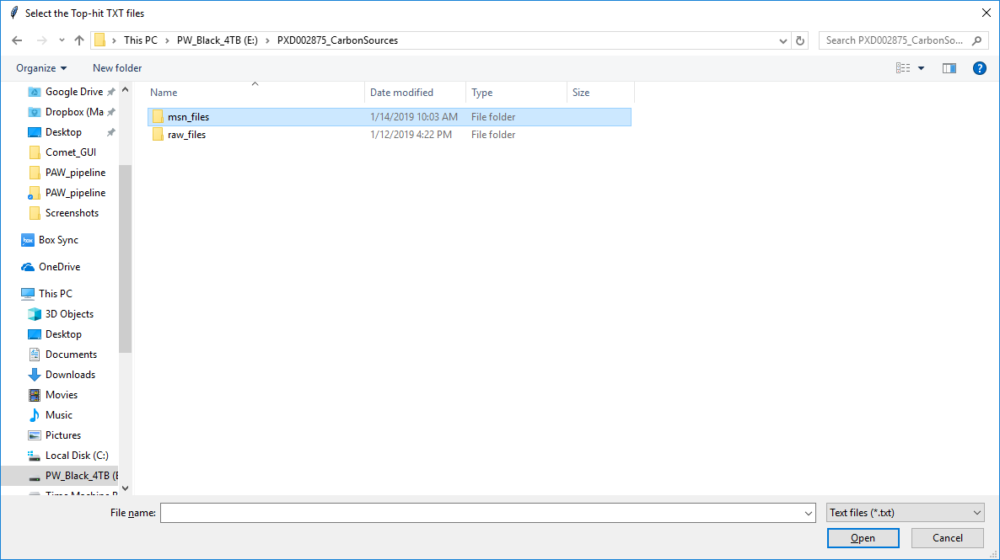 Select the Top-hit TXT files
This PC > PW_Black_4TB (E:) > PXD002875_CarbonSources
Search PXD002875_CarbonSo...
Organize
New folder
Name
Date modified
Type
Size
msn_files 1/14/2019 10:03 AM File folder
raw_files 1/12/2019 4:22 PM File folder
Google Drive
Dropbox (Ma
Desktop
Comet_GUI
PAW_pipeline
PAW_pipeline
Screenshots
box
Box Sync
OneDrive
This PC
3D Objects
Desktop
Documents
Downloads
Movies
Music
Pictures
Local Disk (C:)
PW_Black_4TB (E
File name:
Text files (*.txt)
Open
Cancel